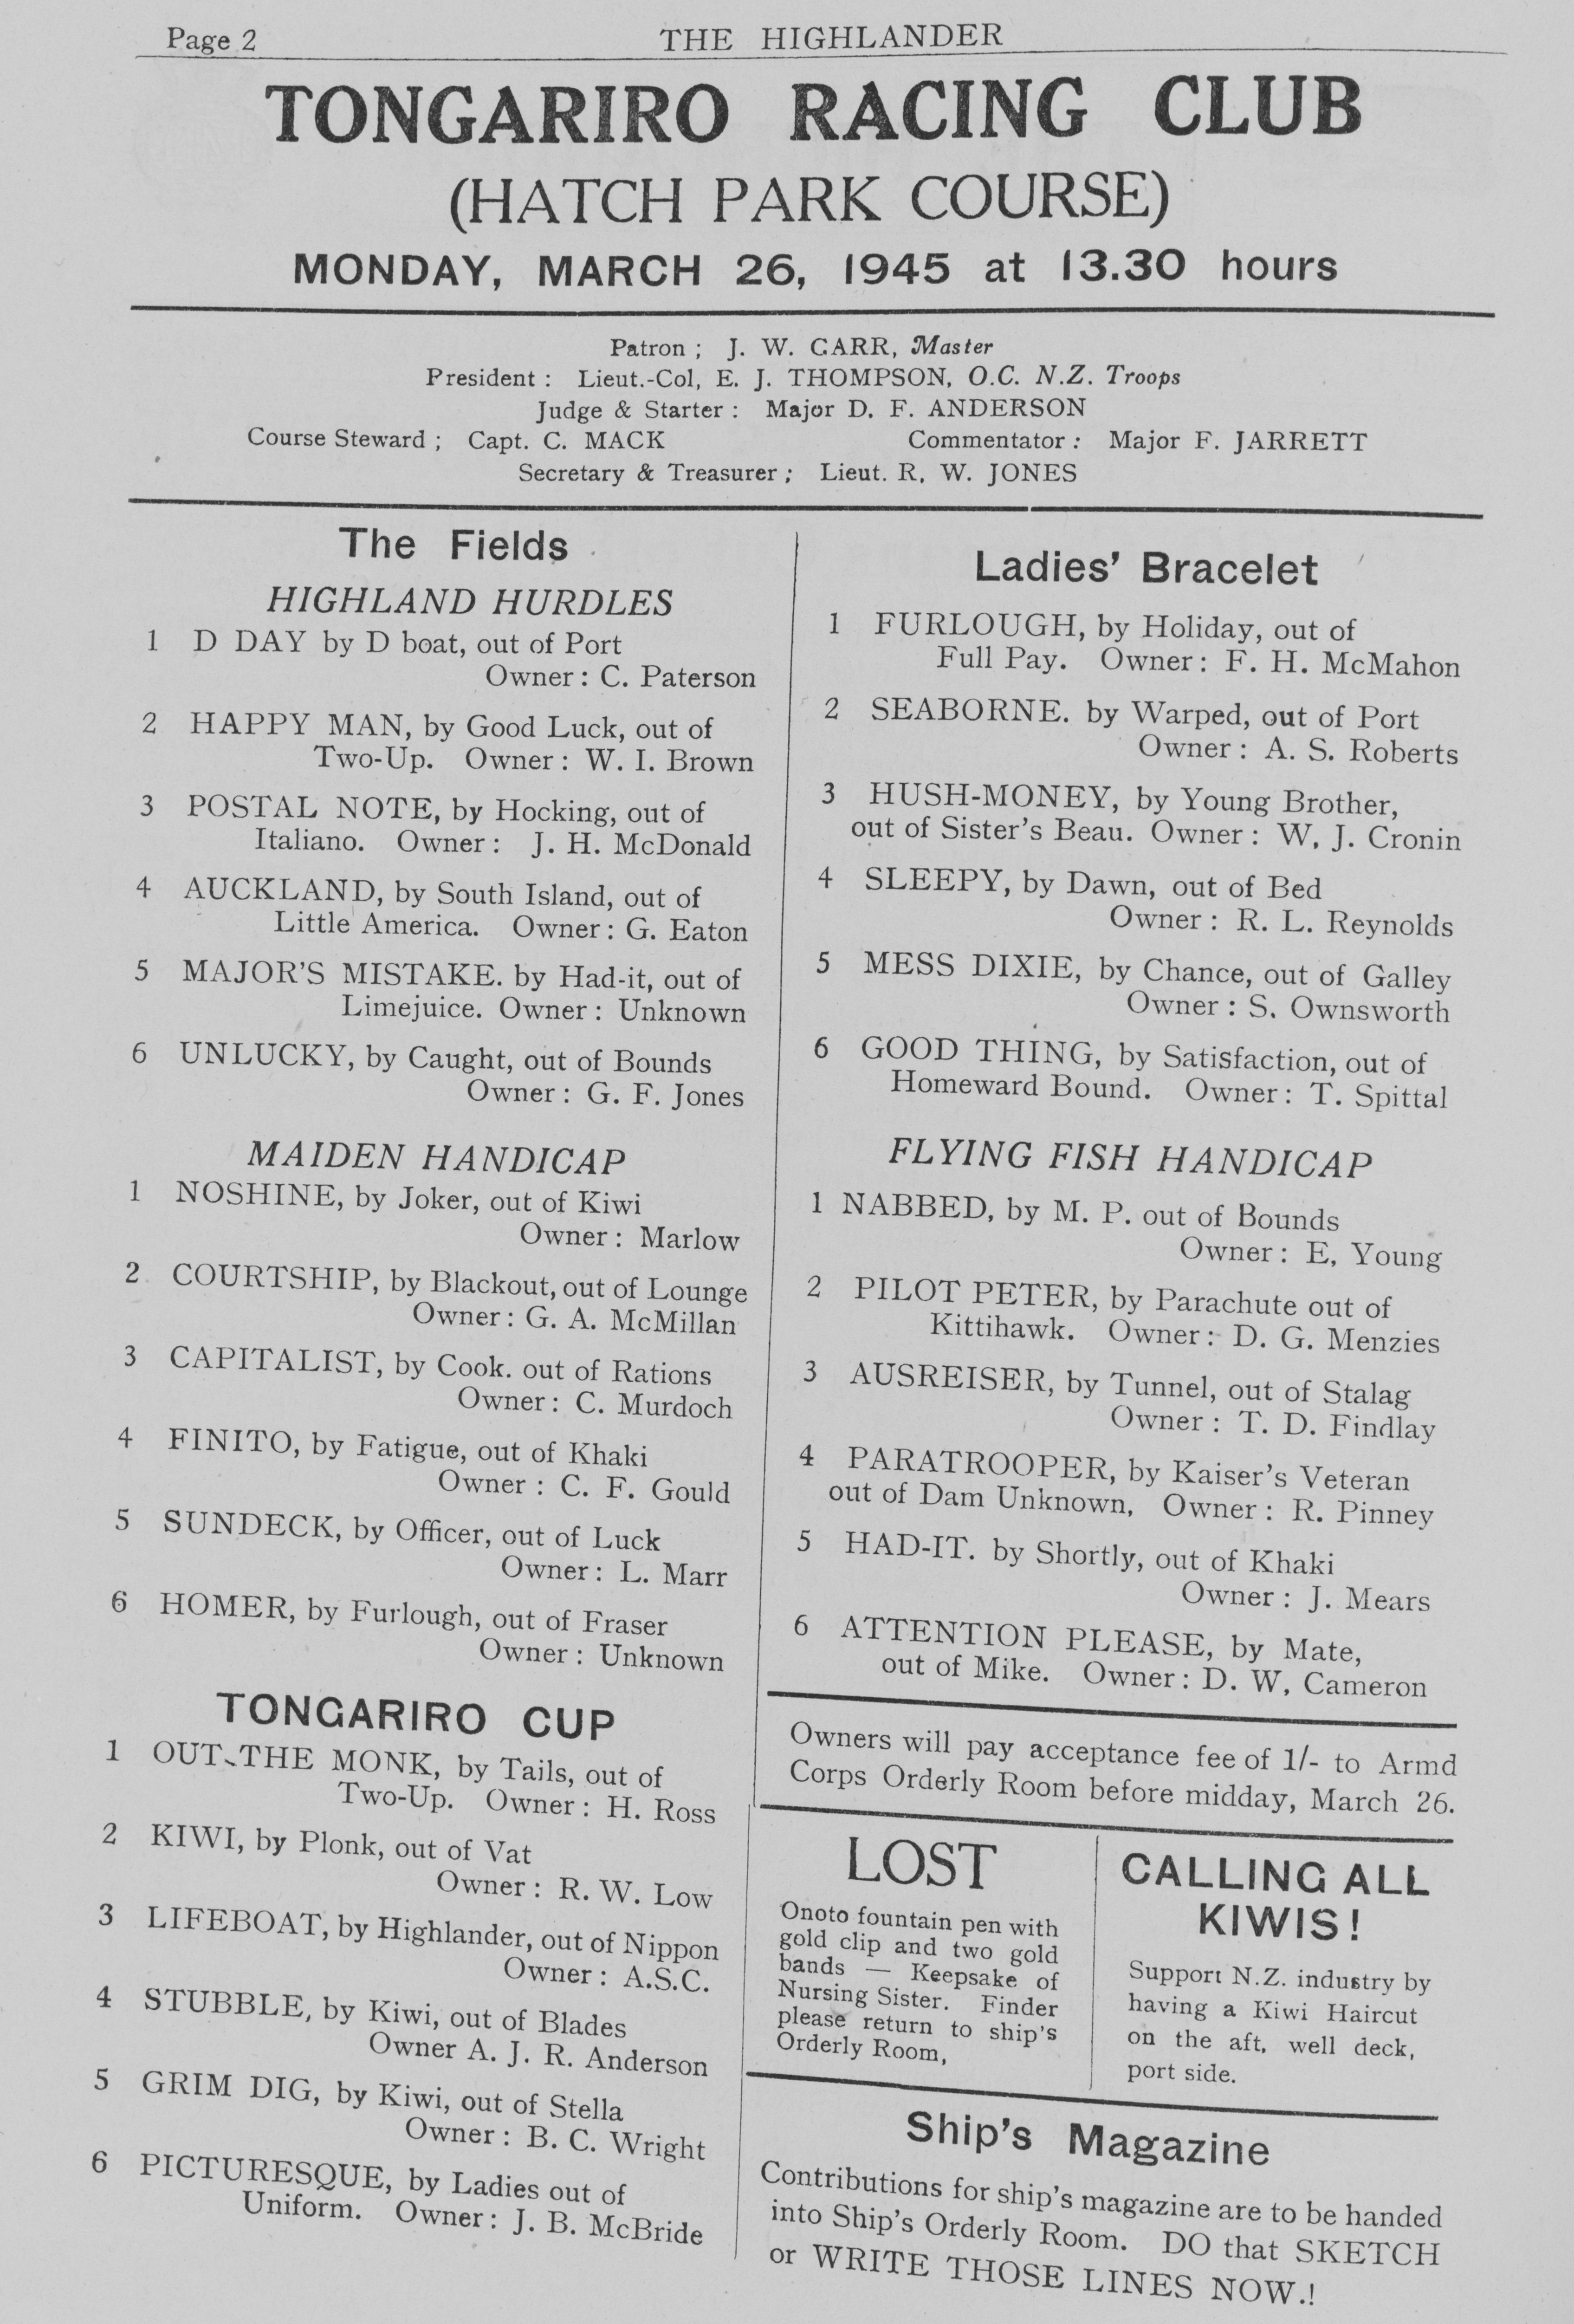 Page 2
THE HIGHLANDER
TONGARIRO RACING CLUB
(HATCH PARK COURSE)
MONDAY, MARCH 26, 1945 at 13.30 hours
Patron ; J. W. CARR, Master
President : Lieut.-Col, E. J. THOMPSON, O.C. N.Z. Troops
Judge & Starter : Major D. F. ANDERSON
Course Steward ; Capt. C. MACK Commentator : Major F. JARRETT
Secretary & Treasurer ; Lieut. R, W. JONES
The Fields
HIGHLAND HURDLES
1 D DAY by D boat, out of Port
Owner : C. Paterson
2 HAPPY MAN, by Good Luck, out of
Two-Up. Owner : W. I. Brown
3 POSTAL NOTE, by Hocking, out of
Italiano. Owner : J. H. McDonald
4 AUCKLAND, by South Island, out of
Little America. Owner : G. Eaton
5 MAJOR'S MISTAKE. by Had-it, out of
Limejuice. Owner : Unknown
6 UNLUCKY, by Caught, out of Bounds
Owner : G. F. Jones
MAIDEN HANDICAP
1 NOSHINE, by Joker, out of Kiwi
Owner : Marlow
2 COURTSHIP, by Blackout, out of Lounge
Owner : G. A. McMillan
3 CAPITALIST, by Cook. out of Rations
Owner : C. Murdoch
4 FINITO, by Fatigue, out of Khaki
Owner : C. F. Gould
5 SUNDECK, by Officer, out of Luck
Owner : L. Marr
6 HOMER, by Furlough, out of Fraser
Owner : Unknown
TONGARIRO CUP
1 OUT-THE MONK, by Tails, out of
Two-Up. Owner : H. Ross
2 KIWI, by Plonk, out of Vat
Owner : R. W. Low
3 LIFEBOAT, by Highlander, out of Nippon
Owner : A.S.C.
4 STUBBLE, by Kiwi, out of Blades
Owner A. J. R. Anderson
5 GRIM DIG, by Kiwi, out of Stella
Owner : B. C. Wright
6 PICTURESQUE, by Ladies out of
Uniform. Owner : J. B. McBride
Ladies' Bracelet
1 FURLOUGH, by Holiday, out of
Full Pay. Owner : F. H. McMahon
2 SEABORNE. by Warped, out of Port
Owner : A. S. Roberts
3 HUSH-MONEY, by Young Brother,
out of Sister's Beau. Owner : W, J. Cronin
4 SLEEPY, by Dawn, out of Bed
Owner : R. L. Reynolds
5 MESS DIXIE, by Chance, out of Galley
Owner : S. Ownsworth
6 GOOD THING, by Satisfaction, out of
Homeward Bound. Owner : T. Spittal
FLYING FISH HANDICAP
1 NABBED, by M. P. out of Bounds
Owner : E, Young
2 PILOT PETER, by Parachute out of
Kittihawk. Owner : D. G. Menzies
3 AUSREISER, by Tunnel, out of Stalag
Owner : T. D. Findlay
4 PARATROOPER, by Kaiser's Veteran
out of Dam Unknown, Owner : R. Pinney
5 HAD-IT. by Shortly, out of Khaki
Owner : J. Mears
6 ATTENTION PLEASE, by Mate,
out of Mike. Owner : D. W, Cameron
Owners will pay acceptance fee of 1/- to Armd
Corps Orderly Room before midday, March 26.
LOST
Onoto fountain pen with
gold clip and two gold
bands — Keepsake of
Nursing Sister. Finder
please return to ship's
Orderly Room,
CALLING ALL
KIWIS !
Support N.Z. industry by
having a Kiwi Haircut
on the aft, well deck,
port side.
Ship's Magazine
Contributions for ship's magazine are to be handed
into Ship's Orderly Room. DO that SKETCH
or WRITE THOSE LINES NOW.!